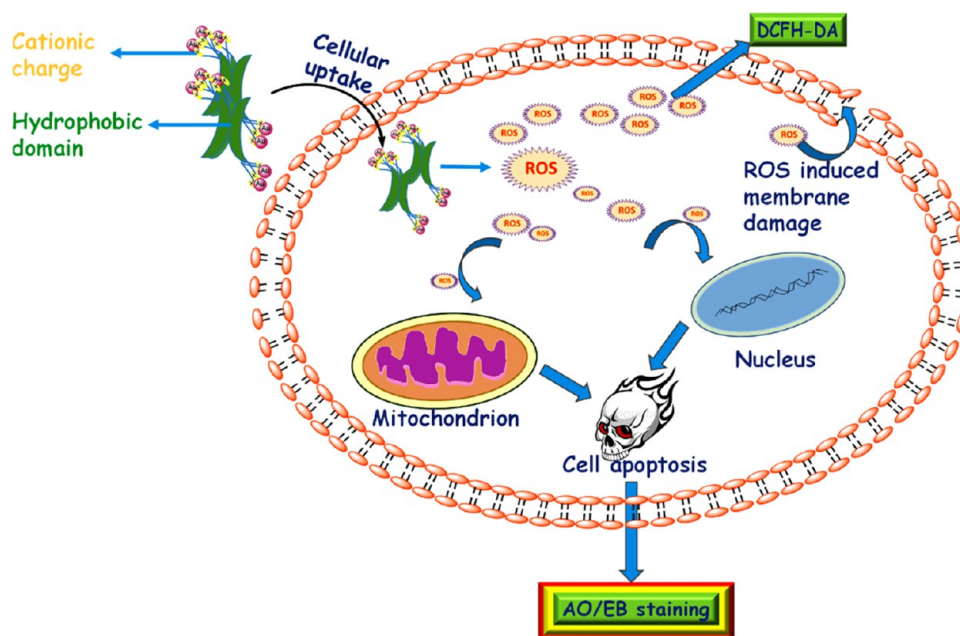 Cationic
charge
Hydrophobic
domain
Cellular
uptake
DCFH-DA
ROS
ROS
ROS
ROS
ROS
ROS
ROS
ROS
ROS
ROS
ROS
ROS
ROS
ROS
ROS induced
membrane
damage
Nucleus
Mitochondrion
Cell apoptosis
AO/EB staining